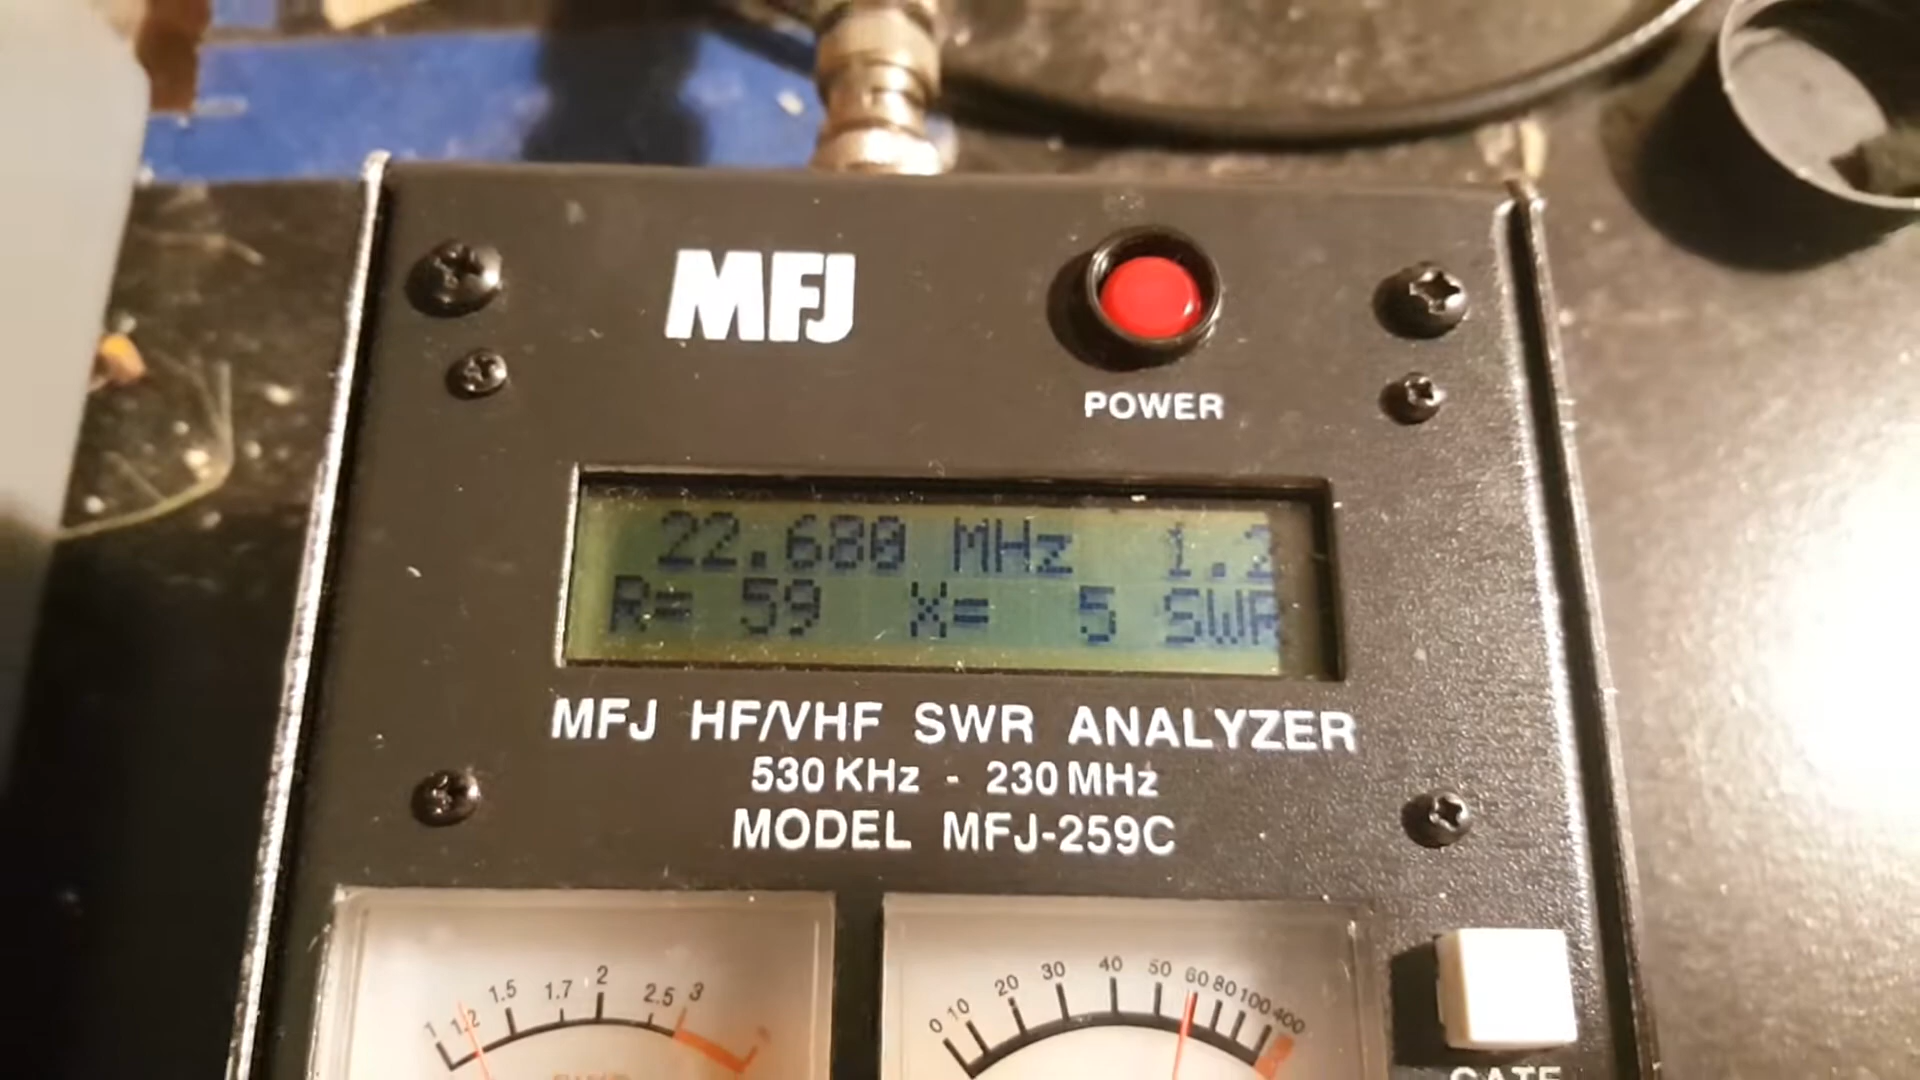 MFJ
POWER
22.680 MHz 1.2
R= 59 X= 5 SWR
MFJ HF/VHF SWR ANALYZER
530 KHz - 230 MHz
MODEL MFJ-259C
1 1.2 1.5 1.7 2 2.5 3
0 10 20 30 40 50 60 80 100 400
GATE